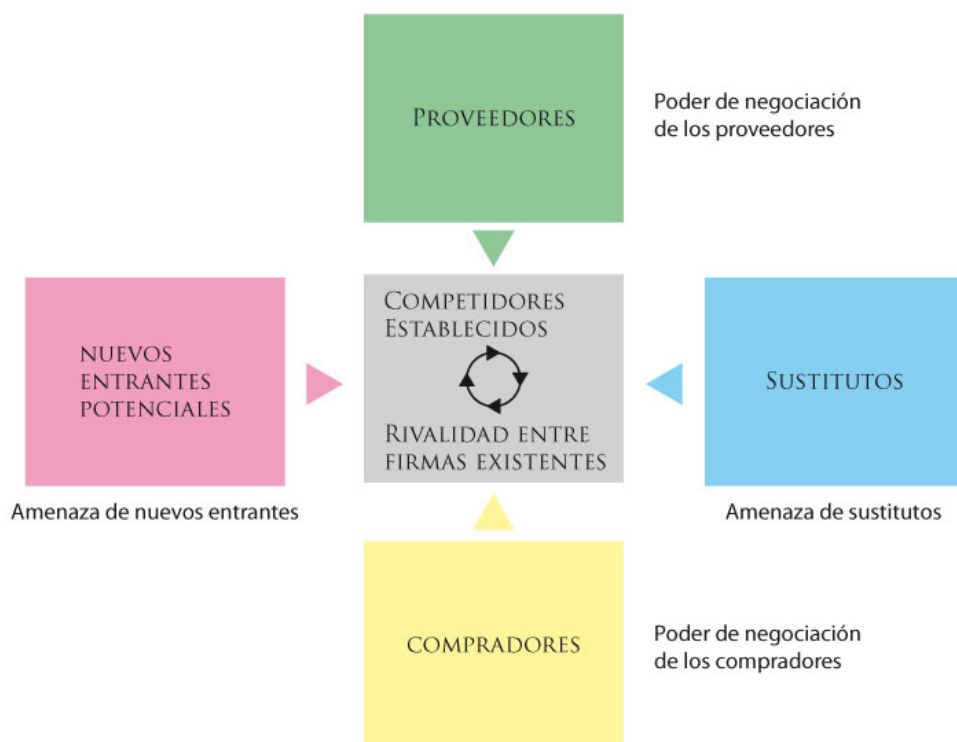 PROVEEDORES
Poder de negociación
de los proveedores
COMPETIDORES
ESTABLECIDOS
RIVALIDAD ENTRE
FIRMAS EXISTENTES
NUEVOS
ENTRANTES
POTENCIALES
Amenaza de nuevos entrantes
SUSTITUTOS
Amenaza de sustitutos
COMPRADORES
Poder de negociación
de los compradores